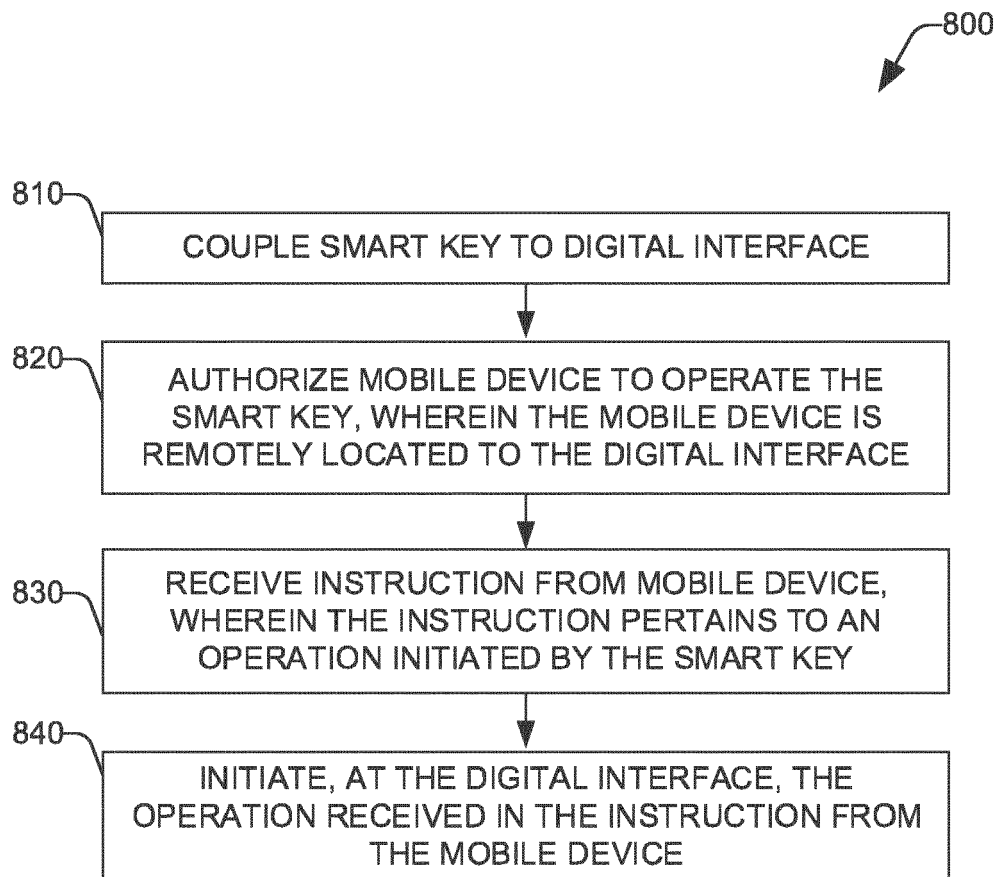 800
810
COUPLE SMART KEY TO DIGITAL INTERFACE
820
AUTHORIZE MOBILE DEVICE TO OPERATE THE
SMART KEY, WHEREIN THE MOBILE DEVICE IS
REMOTELY LOCATED TO THE DIGITAL INTERFACE
830
RECEIVE INSTRUCTION FROM MOBILE DEVICE,
WHEREIN THE INSTRUCTION PERTAINS TO AN
OPERATION INITIATED BY THE SMART KEY
840
INITIATE, AT THE DIGITAL INTERFACE, THE
OPERATION RECEIVED IN THE INSTRUCTION FROM
THE MOBILE DEVICE